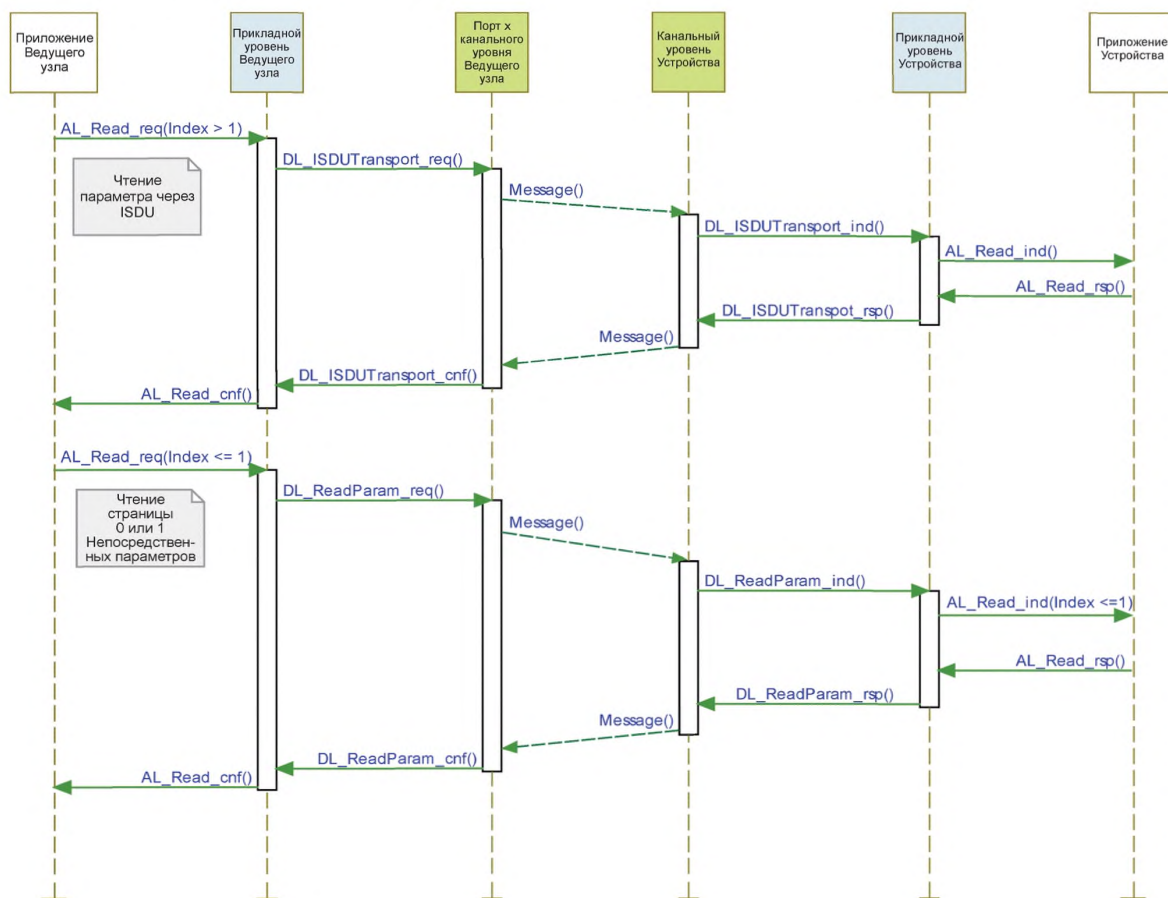 Приложение
Ведущего
узла
Прикладной
уровень
Ведущего
узла
Порт x
канального
уровня
Ведущего
узла
Канальный
уровень
Устройства
Прикладной
уровень
Устройства
Приложение
Устройства
AL_Read_req(Index > 1)
Чтение
параметра через
ISDU
DL_ISDUTransport_req()
Message()
DL_ISDUTransport_ind()
AL_Read_ind()
AL_Read_rsp()
DL_ISDUTranspot_rsp()
Message()
DL_ISDUTransport_cnf()
AL_Read_cnf()
AL_Read_req(Index <= 1)
Чтение
страницы
0 или 1
Непосредствен-
ных параметров
DL_ReadParam_req()
Message()
DL_ReadParam_ind()
AL_Read_ind(Index <=1)
AL_Read_rsp()
DL_ReadParam_rsp()
Message()
DL_ReadParam_cnf()
AL_Read_cnf()